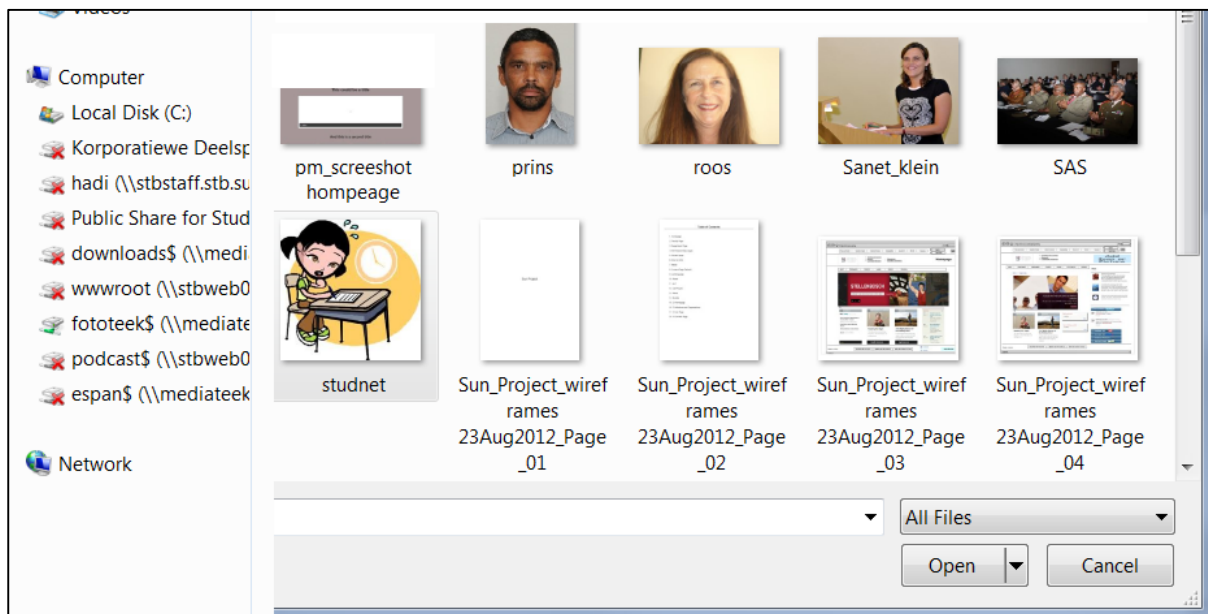 Videos
Computer
Local Disk (C:)
Korporatiewe Deelsp
hadi (\\stbstaff.stb.su
Public Share for Stud
downloads$ (\\medi
wwwroot (\\stbweb0
fototeek$ (\\mediate
podcast$ (\\stbweb0
espan$ (\\mediateek
Network
pm_screeshot
hompeage
prins
roos
Sanet_klein
SAS
studnet
Sun_Project_wiref
rames
23Aug2012_Page
_01
Sun_Project_wiref
rames
23Aug2012_Page
_02
Sun_Project_wiref
rames
23Aug2012_Page
_03
Sun_Project_wiref
rames
23Aug2012_Page
_04
All Files
Open
Cancel